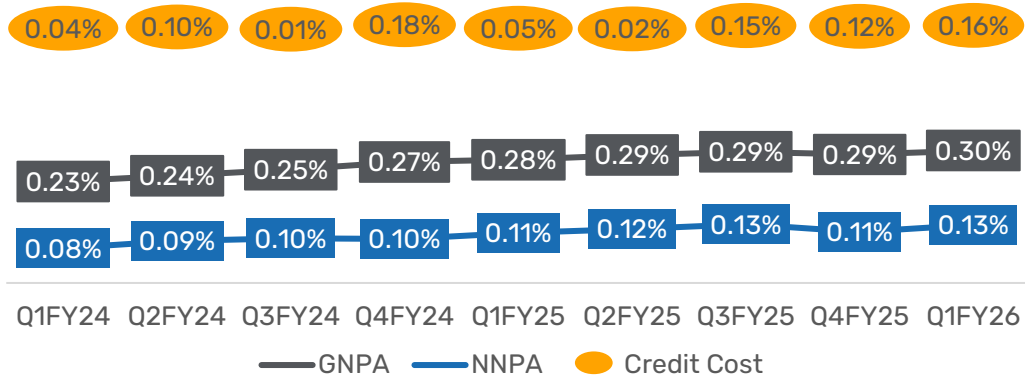 0.04% 0.10% 0.01% 0.18% 0.05% 0.02% 0.15% 0.12% 0.16%
0.23% 0.24% 0.25% 0.27% 0.28% 0.29% 0.29% 0.29% 0.30%
0.08% 0.09% 0.10% 0.10% 0.11% 0.12% 0.13% 0.11% 0.13%
Q1FY24 Q2FY24 Q3FY24 Q4FY24 Q1FY25 Q2FY25 Q3FY25 Q4FY25 Q1FY26
GNPA NNPA Credit Cost